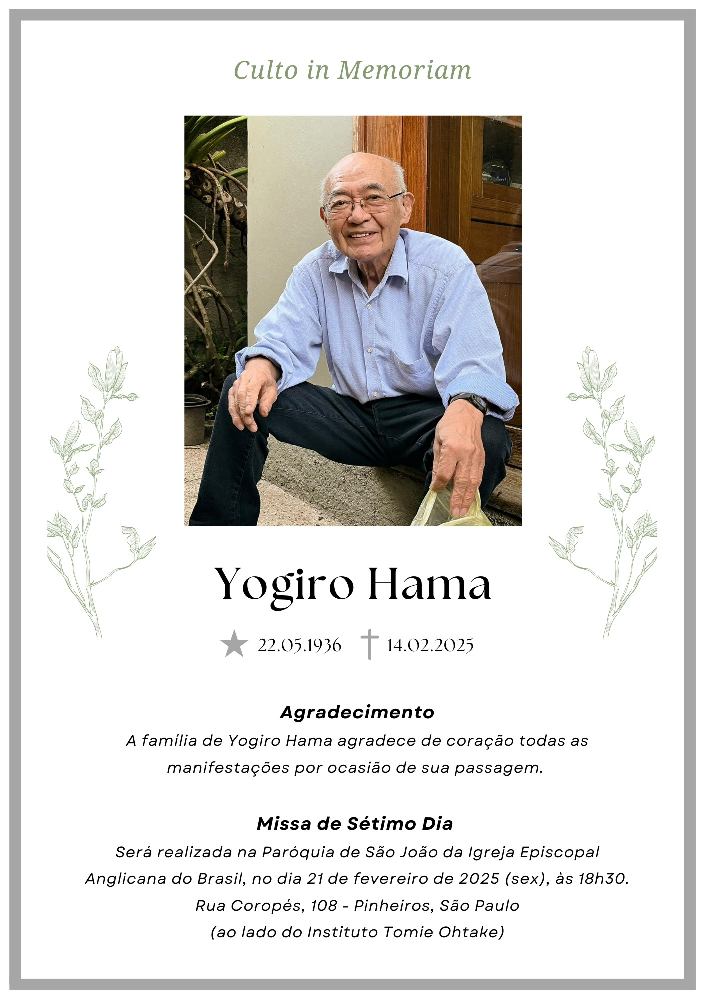 Culto in Memoriam
Yogiro Hama
22.05.1936 14.02.2025
Agradecimento
A família de Yogiro Hama agradece de coração todas as
manifestações por ocasião de sua passagem.
Missa de Sétimo Dia
Será realizada na Paróquia de São João da Igreja Episcopal
Anglicana do Brasil, no dia 21 de fevereiro de 2025 (sex), às 18h30.
Rua Coropés, 108 - Pinheiros, São Paulo
(ao lado do Instituto Tomie Ohtake)